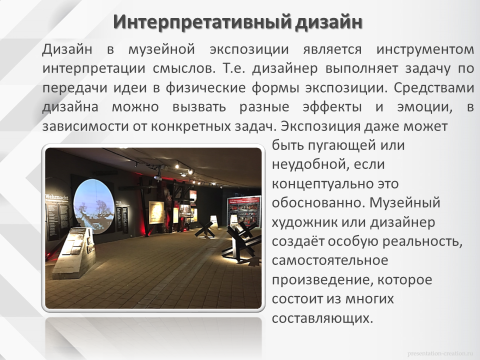 Интерпретативный дизайн
Дизайн в музейной экспозиции является инструментом
интерпретации смыслов. Т.е. дизайнер выполняет задачу по
передачи идеи в физические формы экспозиции. Средствами
дизайна можно вызвать разные эффекты и эмоции, в
зависимости от конкретных задач. Экспозиция даже может
быть пугающей или
неудобной, если
концептуально это
обоснованно. Музейный
художник или дизайнер
создаёт особую реальность,
самостоятельное
произведение, которое
состоит из многих
составляющих.